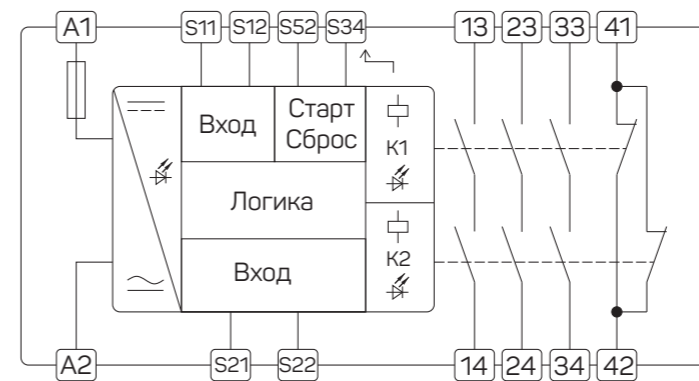 A1 S11 S12 S52 S34 13 23 33 41
Вход
Старт
Сброс
K1
Логика
Вход
K2
A2 S21 S22 14 24 34 42